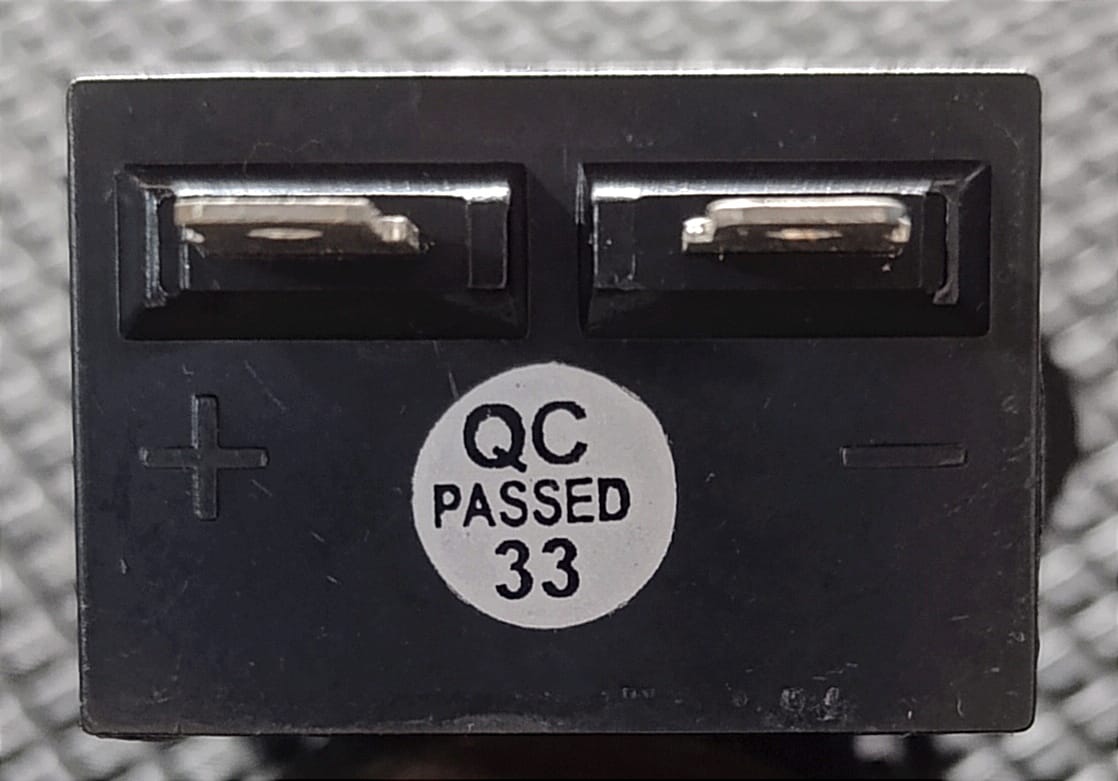 + −
QC
PASSED
33